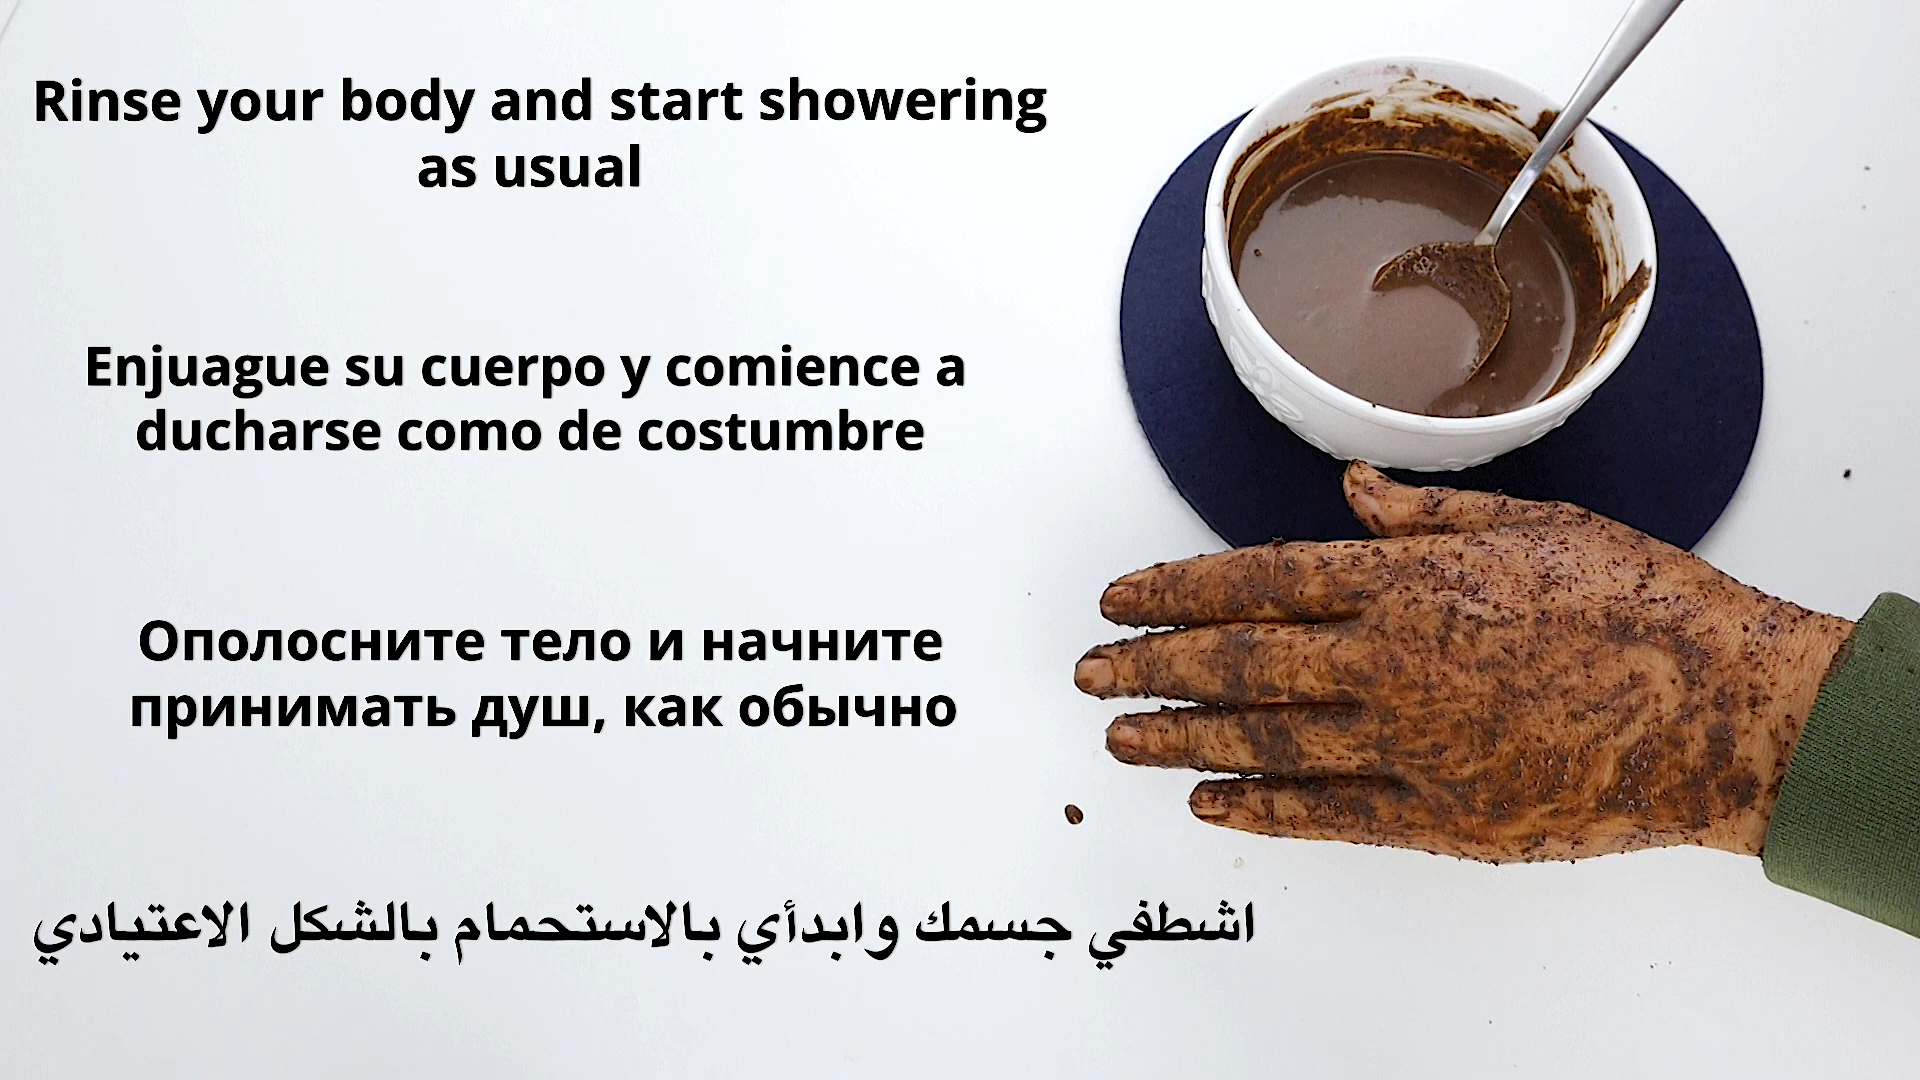 Rinse your body and start showering
as usual
Enjuague su cuerpo y comience a
ducharse como de costumbre
Ополосните тело и начните
принимать душ, как обычно
اشطفي جسمك وابدأي بالاستحمام بالشكل الاعتيادي